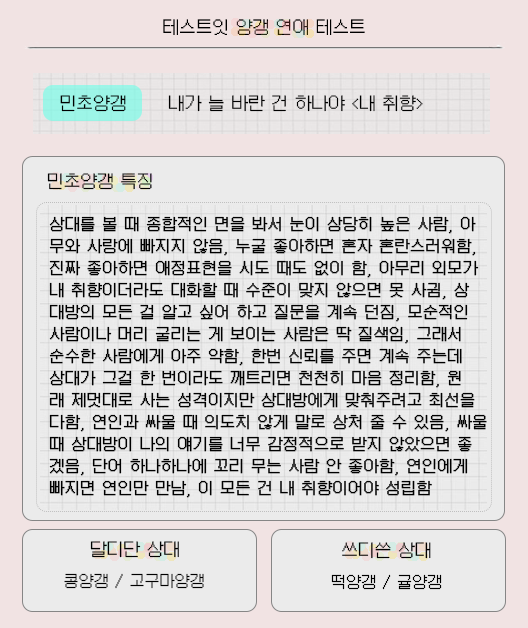 테스트잇 양갱 연애 테스트
민초양갱 내가 늘 바란 건 하나야 <내 취향>
민초양갱 특징
상대를 볼 때 종합적인 면을 봐서 눈이 상당히 높은 사람, 아
무와 사랑에 빠지지 않음, 누굴 좋아하면 혼자 혼란스러워함,
진짜 좋아하면 애정표현을 시도 때도 없이 함, 아무리 외모가
내 취향이더라도 대화할 때 수준이 맞지 않으면 못 사귐, 상
대방의 모든 걸 알고 싶어 하고 질문을 계속 던짐, 모순적인
사람이나 머리 굴리는 게 보이는 사람은 딱 질색임, 그래서
순수한 사람에게 아주 약함, 한번 신뢰를 주면 계속 주는데
상대가 그걸 한 번이라도 깨트리면 천천히 마음 정리함, 원
래 제멋대로 사는 성격이지만 상대방에게 맞춰주려고 최선을
다함, 연인과 싸울 때 의도치 않게 말로 상처 줄 수 있음, 싸울
때 상대방이 나의 얘기를 너무 감정적으로 받지 않았으면 좋
겠음, 단어 하나하나에 꼬리 무는 사람 안 좋아함, 연인에게
빠지면 연인만 만남, 이 모든 건 내 취향이어야 성립함
달디단 상대
콩양갱 / 고구마양갱
쓰디쓴 상대
떡양갱 / 귤양갱